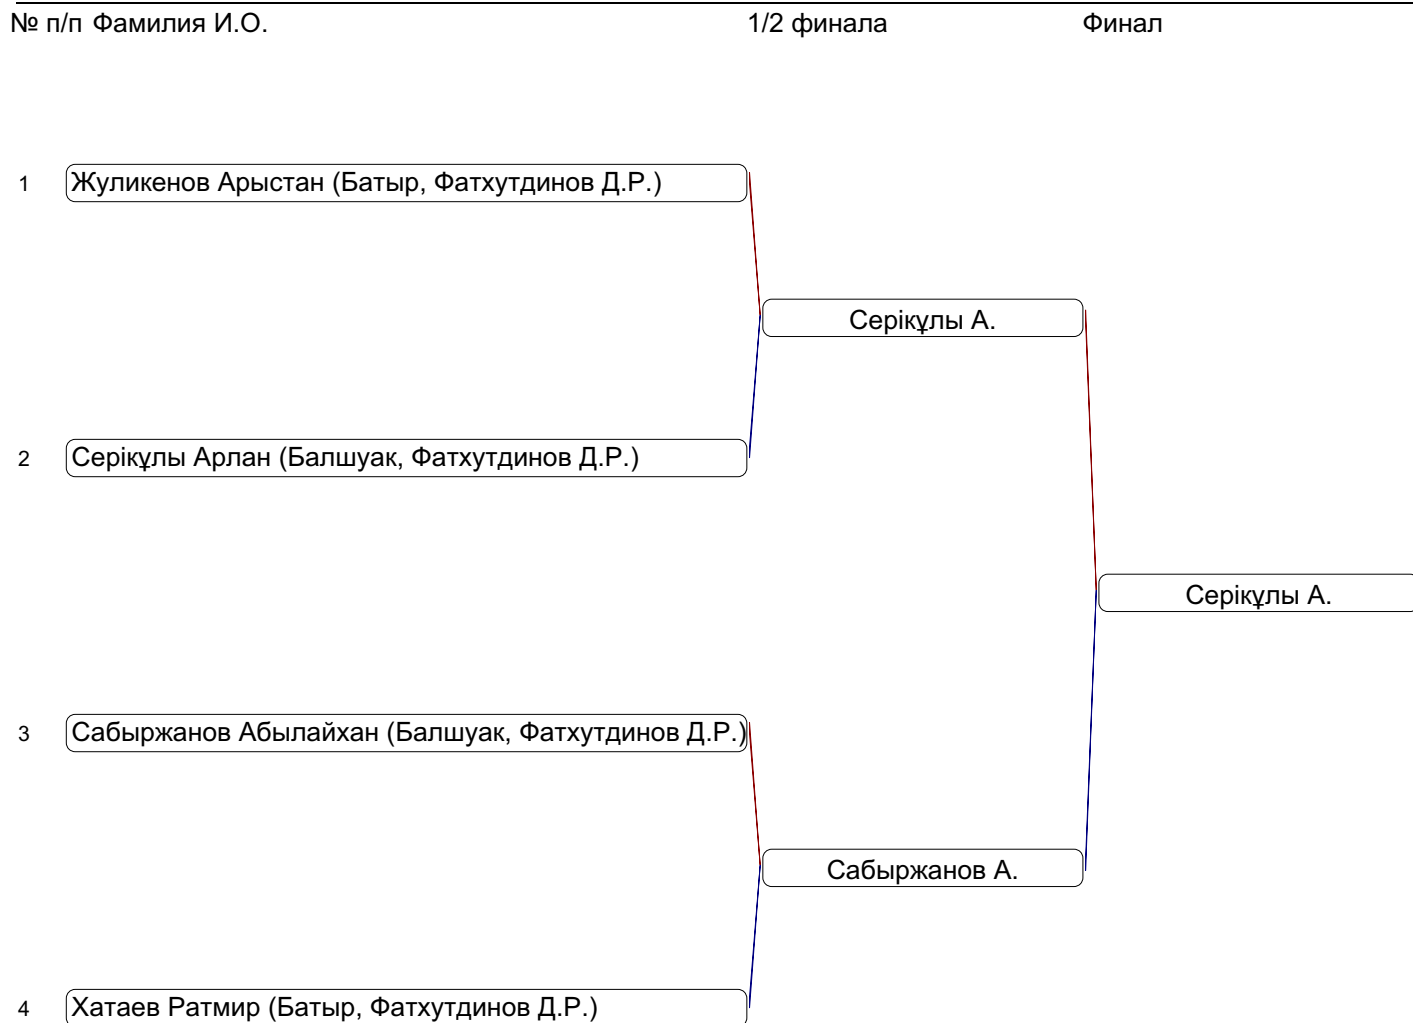 № п/п Фамилия И.О. 1/2 финала Финал
1 Жуликенов Арыстан (Батыр, Фатхутдинов Д.Р.)
Серікұлы А.
2 Серікұлы Арлан (Балшуак, Фатхутдинов Д.Р.)
Серікұлы А.
3 Сабыржанов Абылайхан (Балшуак, Фатхутдинов Д.Р.)
Сабыржанов А.
4 Хатаев Ратмир (Батыр, Фатхутдинов Д.Р.)